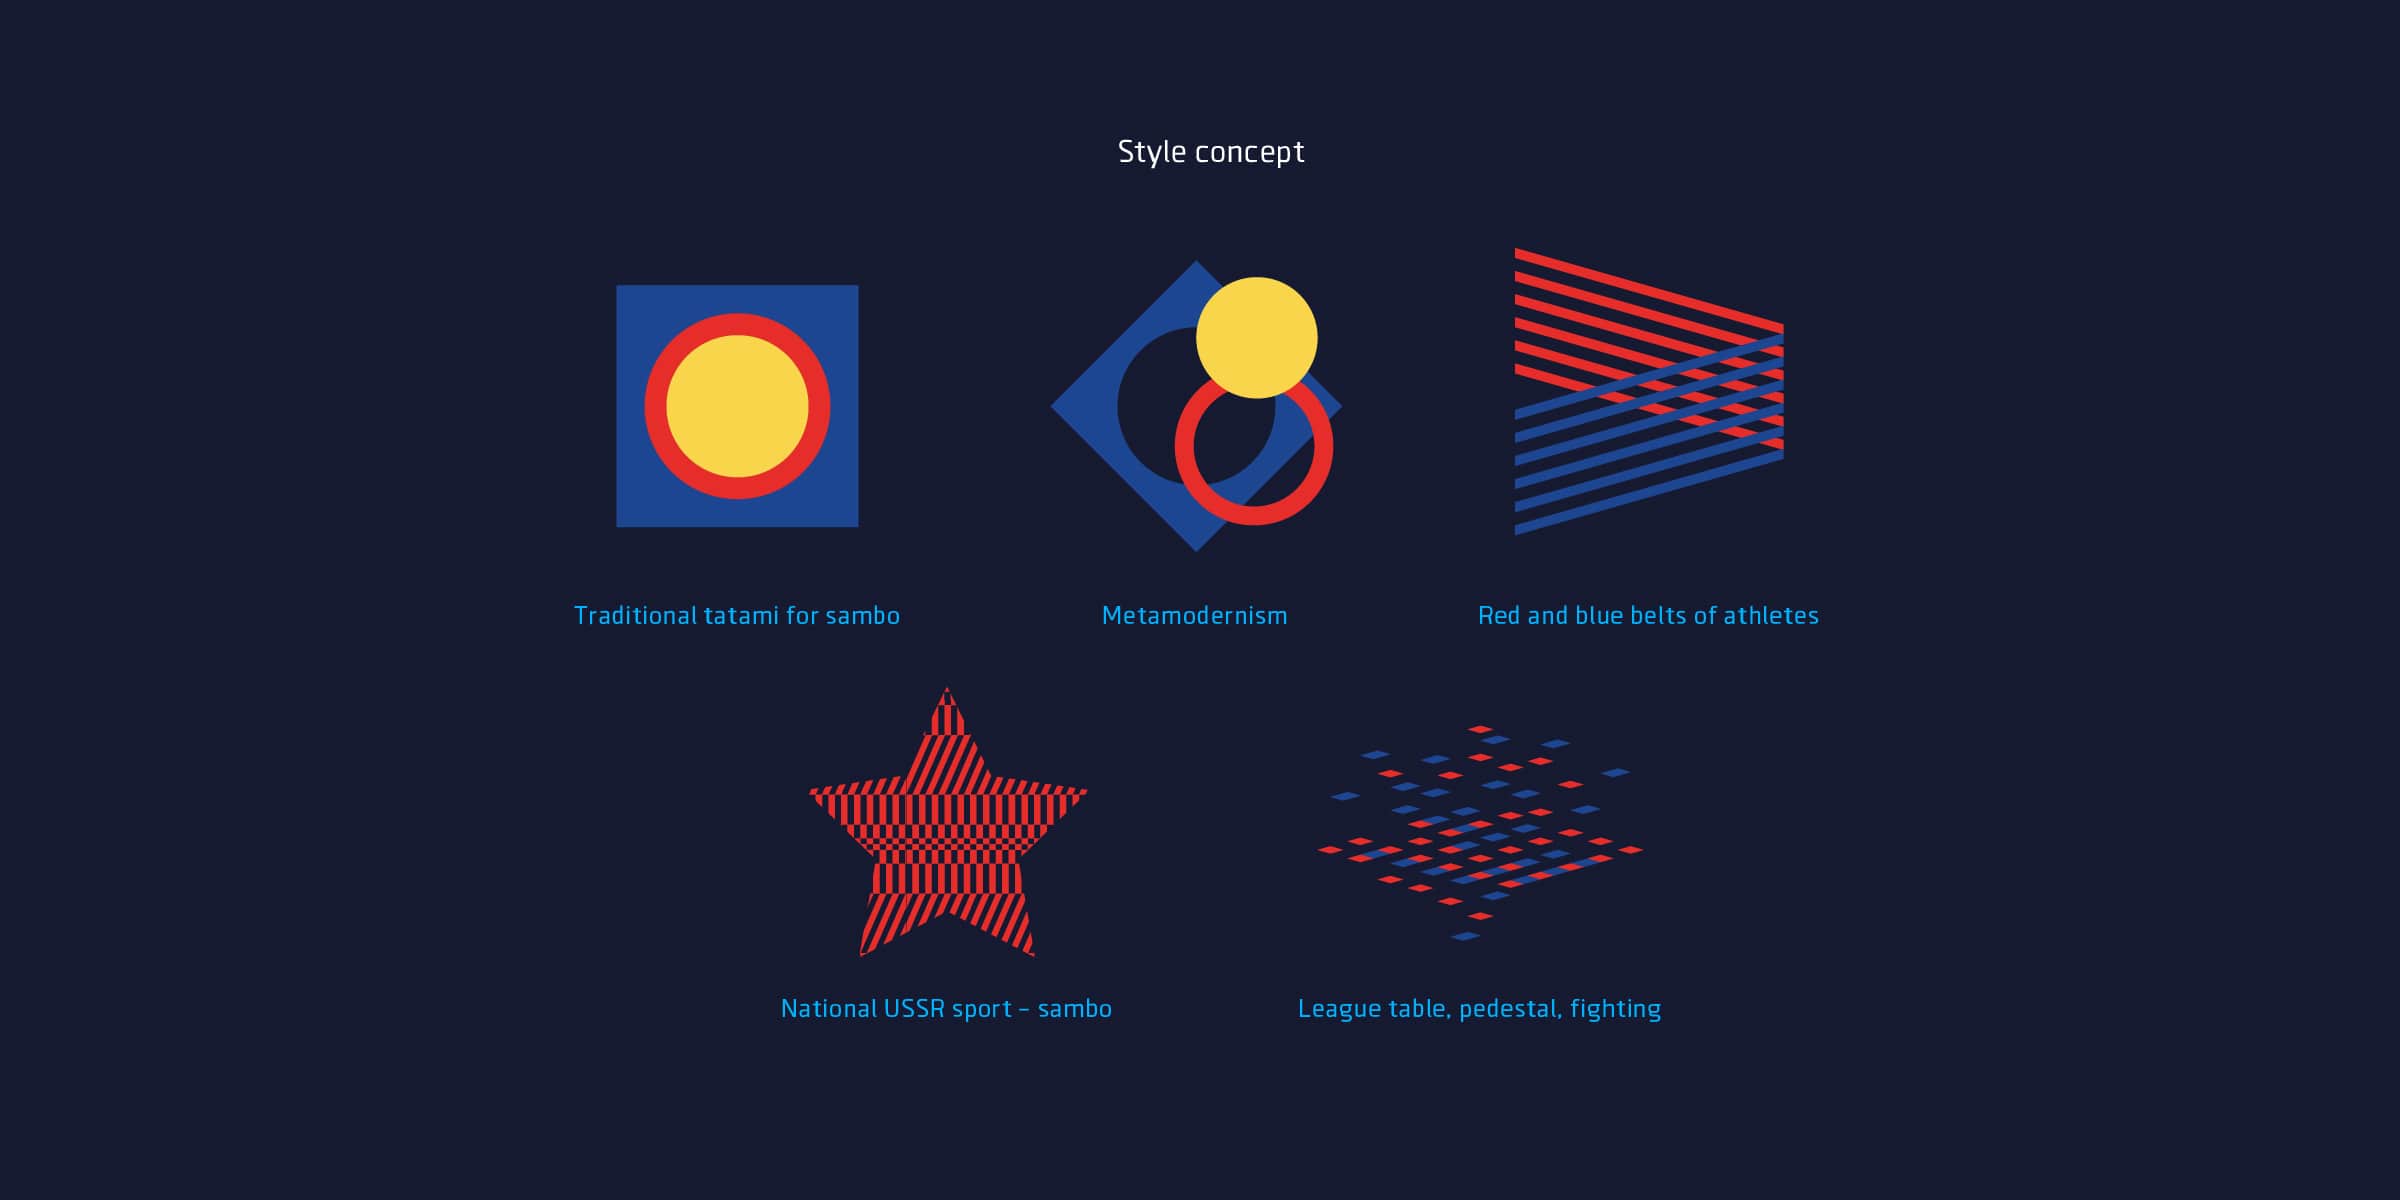 Style concept
Traditional tatami for sambo
Metamodernism
Red and blue belts of athletes
National USSR sport – sambo
League table, pedestal, fighting